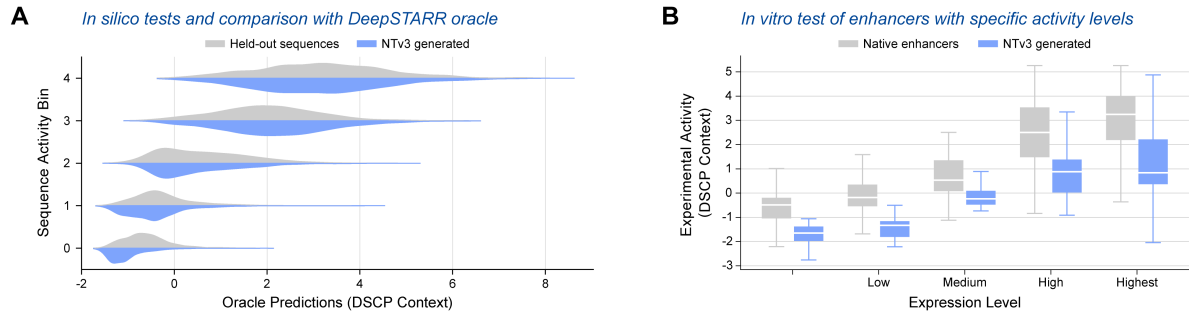 A
In silico tests and comparison with DeepSTARR oracle
Held-out sequences
NTv3 generated
Sequence Activity Bin
4
3
2
1
0
-2
0
2
4
6
8
Oracle Predictions (DSCP Context)
B
In vitro test of enhancers with specific activity levels
Native enhancers
NTv3 generated
Experimental Activity
(DSCP Context)
5
4
3
2
1
0
-1
-2
-3
Low
Medium
High
Highest
Expression Level